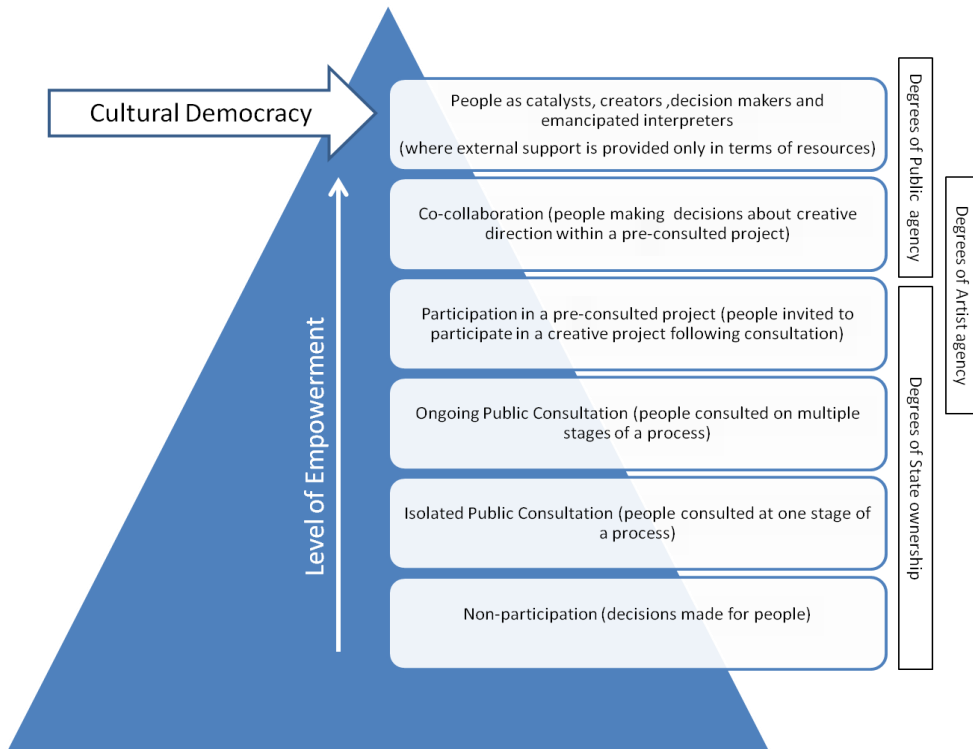 Cultural Democracy
People as catalysts, creators ,decision makers and
emancipated interpreters
(where external support is provided only in terms of resources)
Co-collaboration (people making decisions about creative
direction within a pre-consulted project)
Participation in a pre-consulted project (people invited to
participate in a creative project following consultation)
Ongoing Public Consultation (people consulted on multiple
stages of a process)
Isolated Public Consultation (people consulted at one stage of
a process)
Non-participation (decisions made for people)
Level of Empowerment
Degrees of Public
agency
Degrees of Artist
agency
Degrees of State ownership